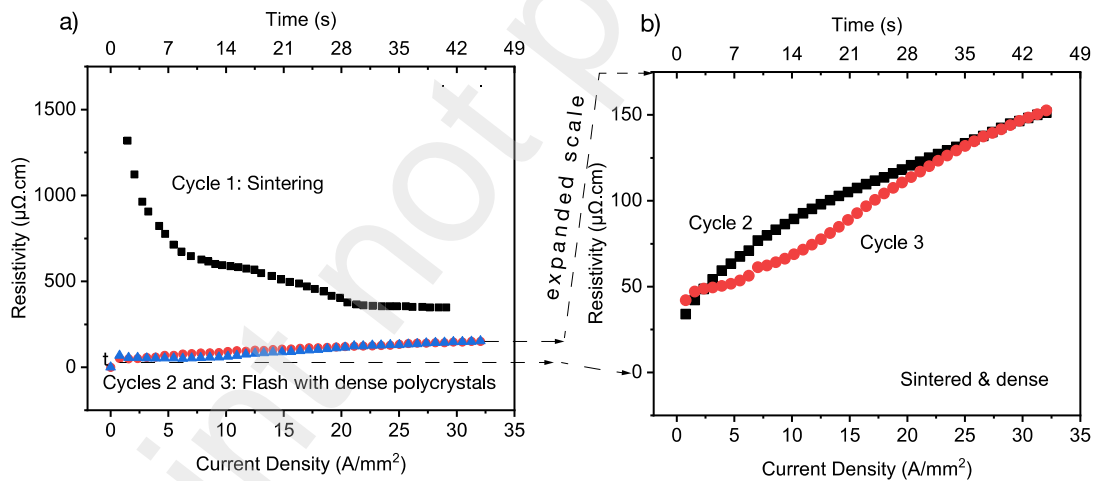 a)
Time (s)
0 7 14 21 28 35 42 49
1500
1000
500
0
Resistivity (μΩ.cm)
Cycle 1: Sintering
t
Cycles 2 and 3: Flash with dense polycrystals
0 5 10 15 20 25 30 35
Current Density (A/mm²)
expanded scale
b)
Time (s)
0 7 14 21 28 35 42 49
150
100
50
0
Resistivity (μΩ.cm)
Cycle 2
Cycle 3
Sintered & dense
0 5 10 15 20 25 30 35
Current Density (A/mm²)
int not p